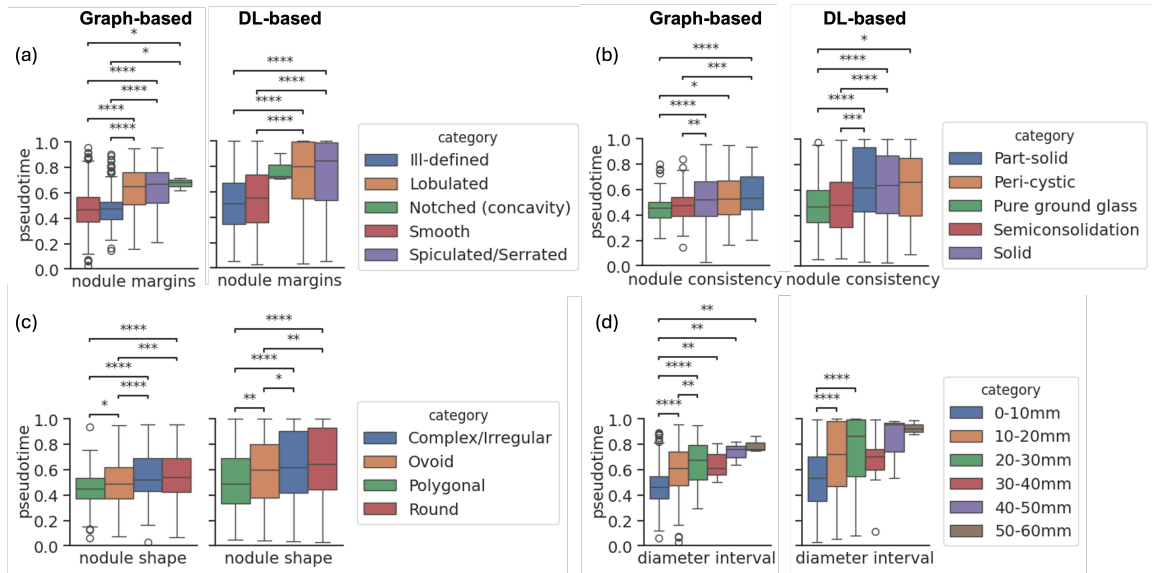 Graph-based DL-based
Graph-based DL-based
(a)
*
*
****
****
****
****
****
****
****
****
pseudotime
1.0
0.8
0.6
0.4
0.2
0.0
nodule margins nodule margins
category
Ill-defined
Lobulated
Notched (concavity)
Smooth
Spiculated/Serrated
(b)
****
***
*
****
**
*
****
****
****
***
pseudotime
1.0
0.8
0.6
0.4
0.2
0.0
nodule consistency nodule consistency
category
Part-solid
Peri-cystic
Pure ground glass
Semiconsolidation
Solid
(c)
****
***
****
****
*
****
**
****
*
**
pseudotime
1.0
0.8
0.6
0.4
0.2
0.0
nodule shape nodule shape
category
Complex/Irregular
Ovoid
Polygonal
Round
(d)
**
**
**
****
**
****
****
****
pseudotime
1.0
0.8
0.6
0.4
0.2
0.0
diameter interval diameter interval
category
0-10mm
10-20mm
20-30mm
30-40mm
40-50mm
50-60mm